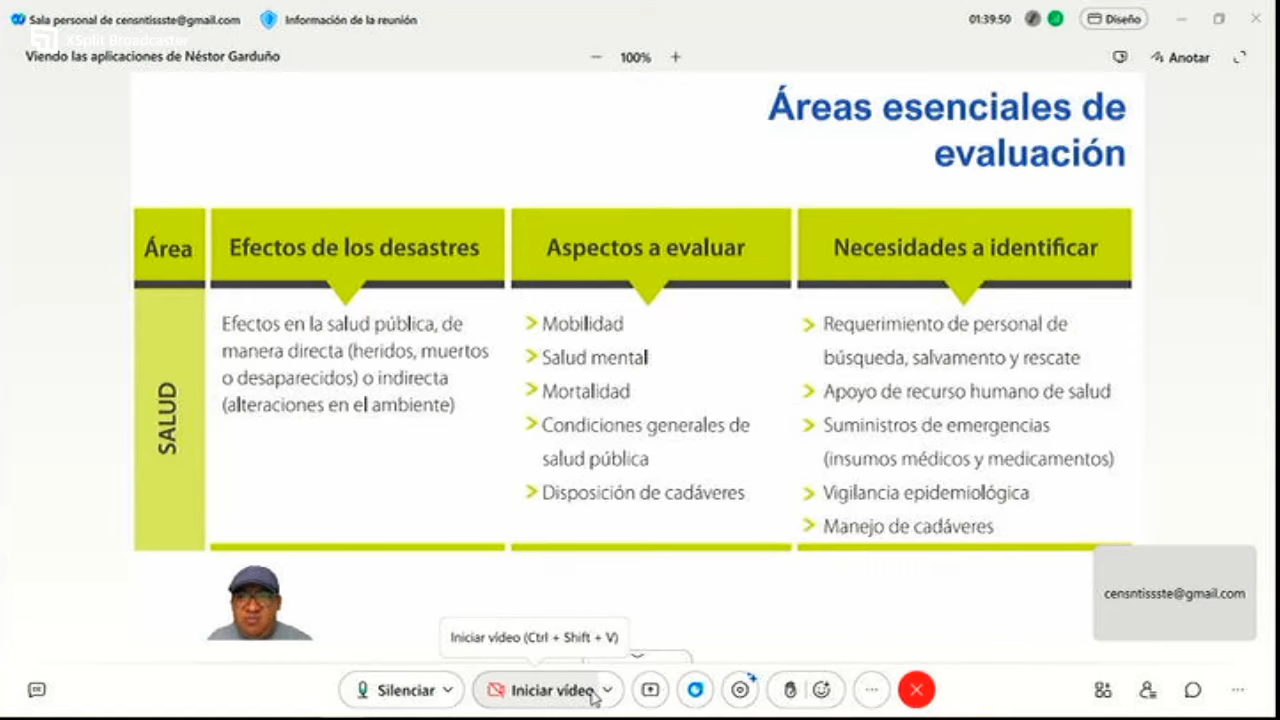 Sala personal de censntissste@gmail.com
Información de la reunión
01:39:50
Diseño
XSplit Broadcaster
Viendo las aplicaciones de Néstor Garduño
100%
Anotar
Áreas esenciales de
evaluación
Área
Efectos de los desastres
Aspectos a evaluar
Necesidades a identificar
SALUD
Efectos en la salud pública, de
manera directa (heridos, muertos
o desaparecidos) o indirecta
(alteraciones en el ambiente)
Mobilidad
Salud mental
Mortalidad
Condiciones generales de
salud pública
Disposición de cadáveres
Requerimiento de personal de
búsqueda, salvamento y rescate
Apoyo de recurso humano de salud
Suministros de emergencias
(insumos médicos y medicamentos)
Vigilancia epidemiológica
Manejo de cadáveres
censntissste@gmail.com
Iniciar vídeo (Ctrl + Shift + V)
Silenciar
Iniciar vídeo